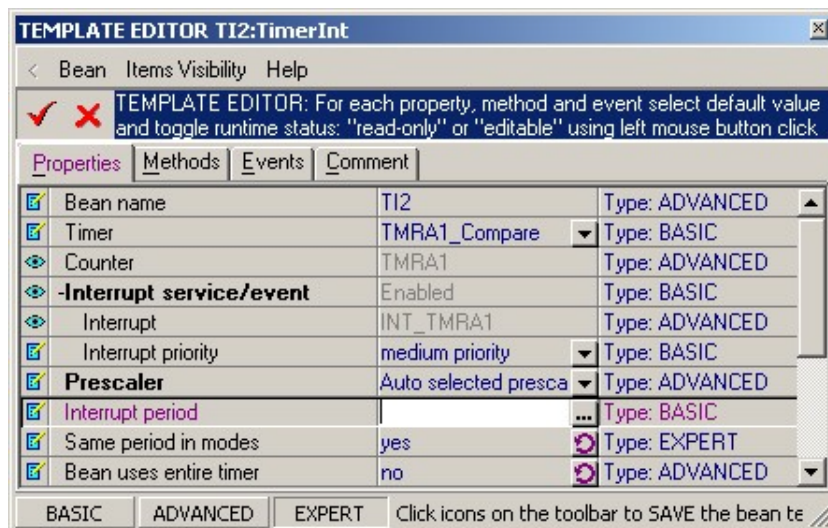 TEMPLATE EDITOR TI2:TimerInt
< Bean Items Visibility Help
TEMPLATE EDITOR: For each property, method and event select default value
and toggle runtime status: "read-only" or "editable" using left mouse button click
Properties Methods Events Comment
Bean name TI2 Type: ADVANCED
Timer TMRA1_Compare Type: BASIC
Counter TMRA1 Type: ADVANCED
-Interrupt service/event Enabled Type: BASIC
Interrupt INT_TMRA1 Type: ADVANCED
Interrupt priority medium priority Type: BASIC
Prescaler Auto selected presca Type: ADVANCED
Interrupt period ... Type: BASIC
Same period in modes yes Type: EXPERT
Bean uses entire timer no Type: ADVANCED
BASIC ADVANCED EXPERT Click icons on the toolbar to SAVE the bean te